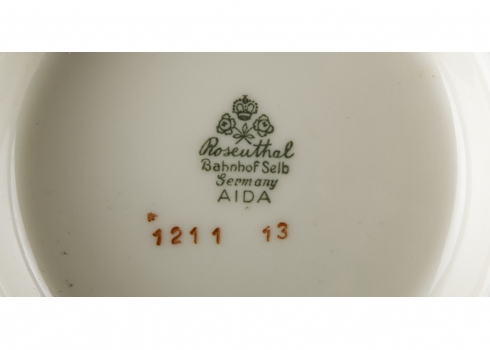 Rosenthal
Bahnhof Selb
Germany
AIDA
1211 13